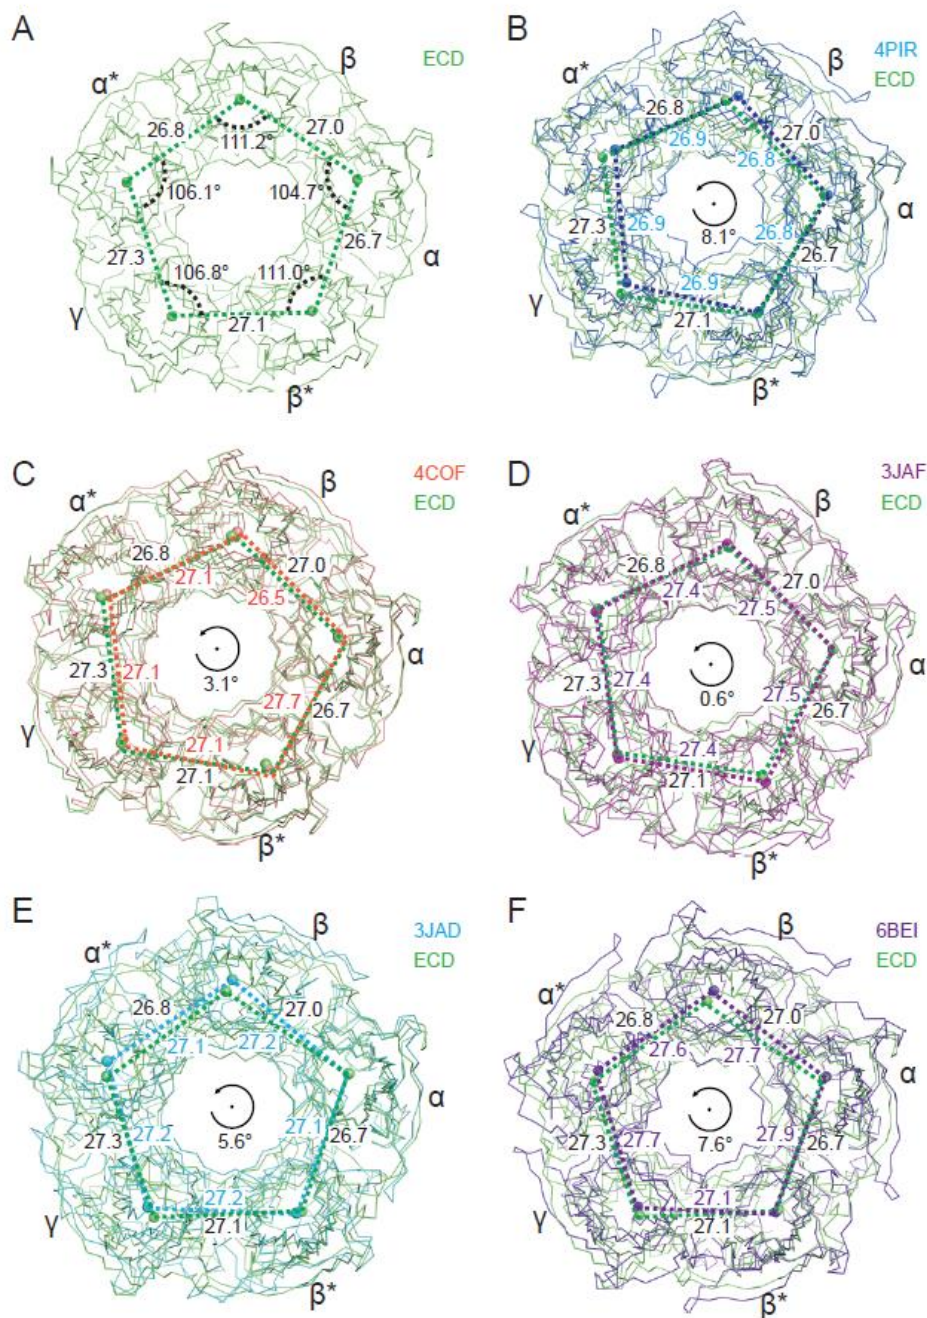 A
ECD
β
α*
26.8
27.0
111.2°
106.1°
104.7°
27.3
26.7
α
106.8°
111.0°
γ
27.1
β*
B
4PIR
ECD
β
α*
26.8
26.9
27.0
26.8
α
27.3
26.9
26.8
8.1°
26.7
26.9
γ
27.1
β*
C
4COF
ECD
β
α*
26.8
27.0
27.1
26.5
α
27.3
27.1
3.1°
27.7
26.7
γ
27.1
27.1
β*
D
3JAF
ECD
β
α*
26.8
27.0
27.4
27.5
α
27.3
27.4
0.6°
27.5
26.7
γ
27.4
27.1
β*
E
3JAD
ECD
β
α*
26.8
27.0
27.1
27.2
α
27.3
27.2
5.6°
27.1
26.7
27.2
γ
27.1
β*
F
6BEI
ECD
β
α*
26.8
27.0
27.6
27.7
α
27.3
27.7
7.6°
27.9
26.7
27.1
γ
27.1
β*